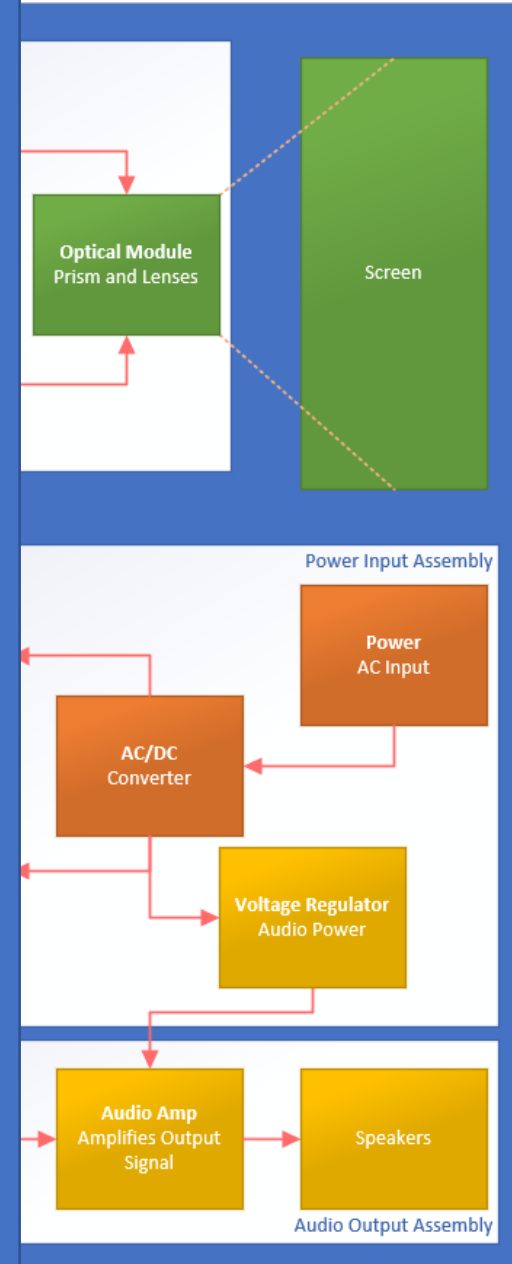 Optical Module
Prism and Lenses
Screen
Power Input Assembly
Power
AC Input
AC/DC
Converter
Voltage Regulator
Audio Power
Audio Amp
Amplifies Output
Signal
Speakers
Audio Output Assembly